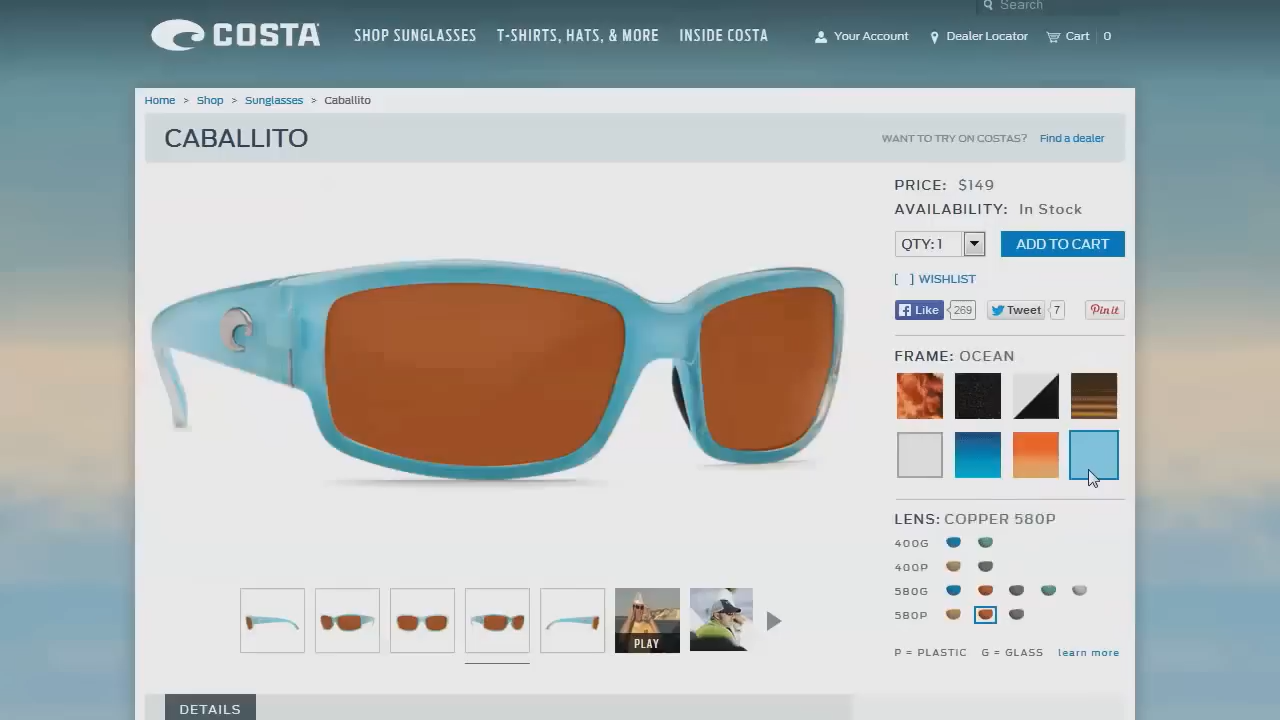 Search
COSTA
SHOP SUNGLASSES T-SHIRTS, HATS, & MORE INSIDE COSTA
Your Account Dealer Locator Cart 0
Home > Shop > Sunglasses > Caballito
CABALLITO
WANT TO TRY ON COSTAS? Find a dealer
PRICE: $149
AVAILABILITY: In Stock
QTY: 1 ADD TO CART
[ ] WISHLIST
Like 269 Tweet 7 Pin it
FRAME: OCEAN
LENS: COPPER 580P
400G
400P
580G
580P
P = PLASTIC G = GLASS learn more
PLAY
DETAILS